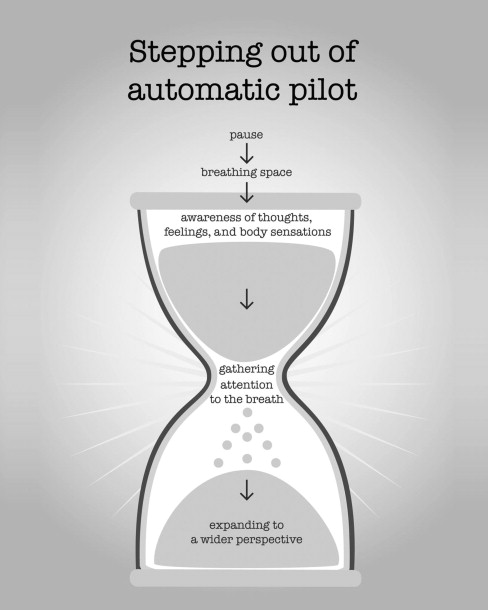 Stepping out of
automatic pilot
pause
breathing space
awareness of thoughts,
feelings, and body sensations
gathering
attention
to the breath
expanding to
a wider perspective